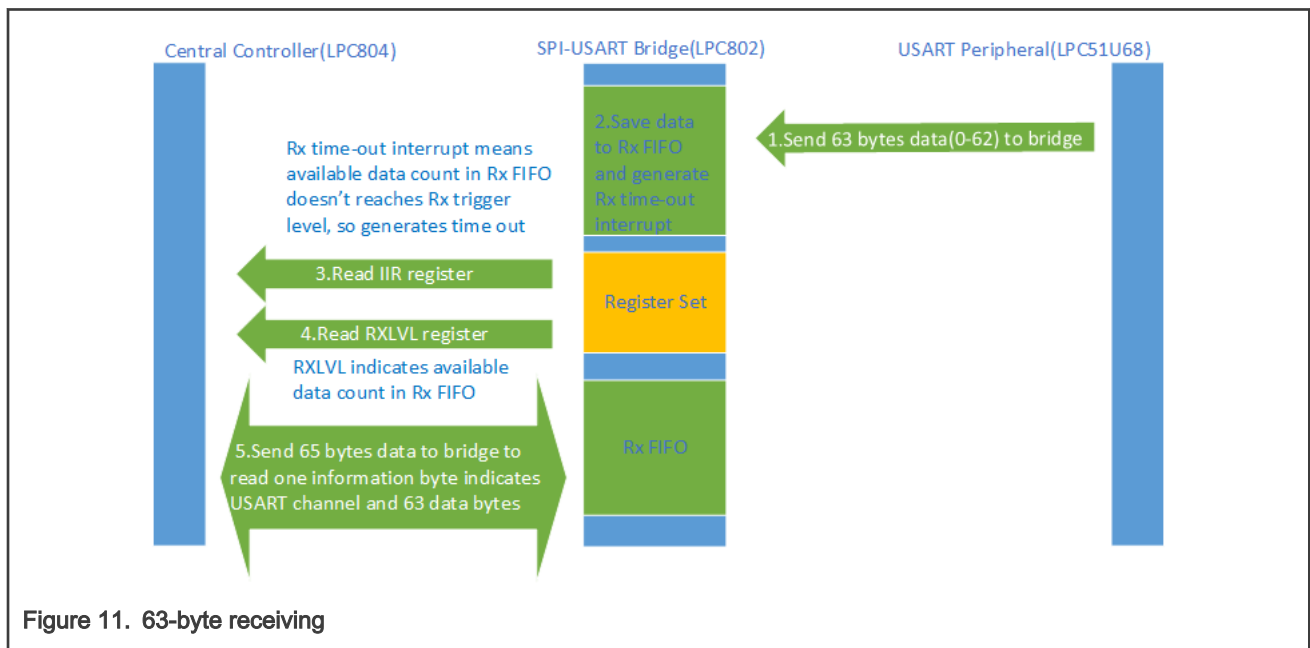 Central Controller(LPC804)
SPI-USART Bridge(LPC802)
USART Peripheral(LPC51U68)
1.Send 63 bytes data(0-62) to bridge
2.Save data
to Rx FIFO
and generate
Rx time-out
interrupt
Rx time-out interrupt means
available data count in Rx FIFO
doesn't reaches Rx trigger
level, so generates time out
3.Read IIR register
Register Set
4.Read RXLVL register
RXLVL indicates available
data count in Rx FIFO
5.Send 65 bytes data to bridge to
read one information byte indicates
USART channel and 63 data bytes
Rx FIFO
Figure 11. 63-byte receiving